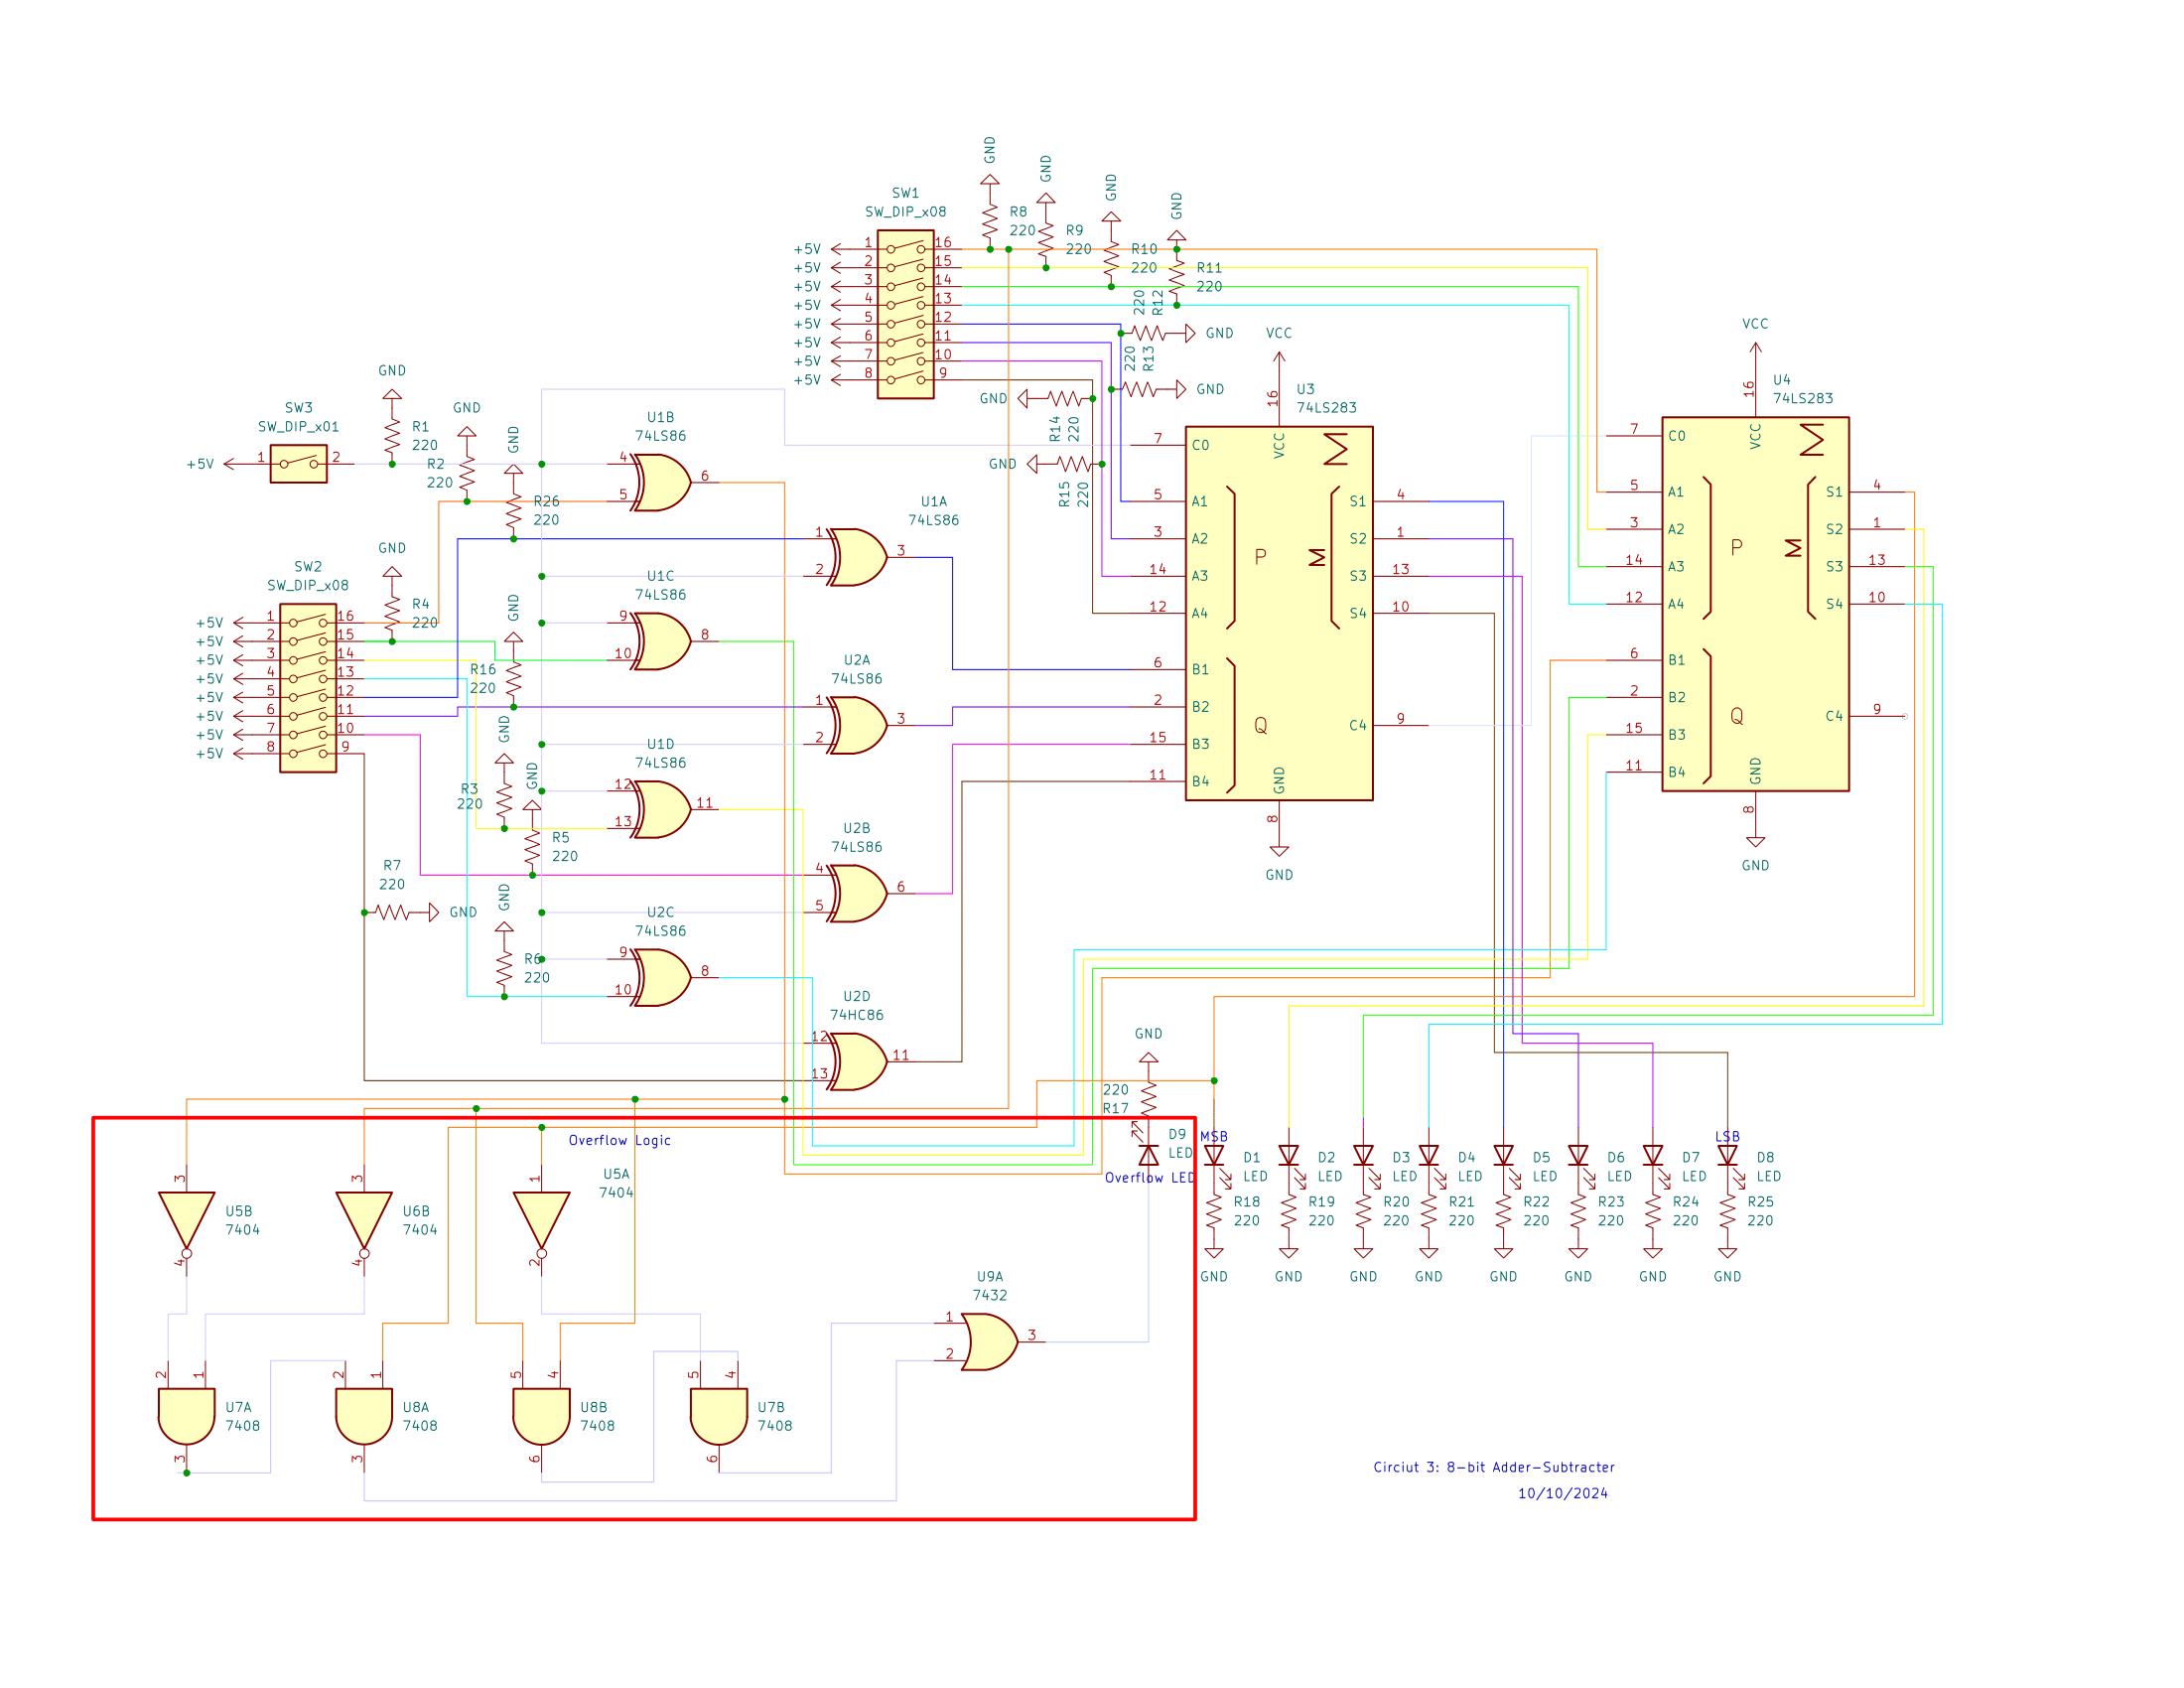 GND
GND
GND
GND
SW1
SW_DIP_x08
R8
220
R9
220
R10
220
R11
220
+5V 1 16
+5V 2 15
+5V 3 14
+5V 4 13
+5V 5 12
+5V 6 11
+5V 7 10
+5V 8 9
220
R12
GND
220
R13
GND
GND
R14
220
GND
R15
220
VCC
16
U3
74LS283
VCC
7 C0
5 A1
3 A2
14 A3
12 A4
6 B1
2 B2
15 B3
11 B4
P
Q
Σ
Σ
S1 4
S2 1
S3 13
S4 10
C4 9
GND
8
GND
VCC
16
U4
74LS283
VCC
7 C0
5 A1
3 A2
14 A3
12 A4
6 B1
2 B2
15 B3
11 B4
P
Q
Σ
Σ
S1 4
S2 1
S3 13
S4 10
C4 9
GND
8
GND
GND
SW3
SW_DIP_x01
+5V 1 2
R1
220
GND
R2
220
GND
R26
220
GND
R4
220
SW2
SW_DIP_x08
+5V 1 16
+5V 2 15
+5V 3 14
+5V 4 13
+5V 5 12
+5V 6 11
+5V 7 10
+5V 8 9
GND
R16
220
GND
R3
220
GND
R5
220
R7
220
GND
GND
R6
220
U1B
74LS86
4
5
6
U1A
74LS86
1
2
3
U1C
74LS86
9
10
8
U2A
74LS86
1
2
3
U1D
74LS86
12
13
11
U2B
74LS86
4
5
6
U2C
74LS86
9
10
8
U2D
74HC86
12
13
11
GND
220
R17
D9
LED
Overflow LED
Overflow Logic
3
U5B
7404
4
3
U6B
7404
4
1
U5A
7404
2
2 1
U7A
7408
3
2 1
U8A
7408
3
5 4
U8B
7408
6
5 4
U7B
7408
6
U9A
7432
1
2
3
MSB
LSB
D1
LED
D2
LED
D3
LED
D4
LED
D5
LED
D6
LED
D7
LED
D8
LED
R18
220
R19
220
R20
220
R21
220
R22
220
R23
220
R24
220
R25
220
GND GND GND GND GND GND GND GND
Circiut 3: 8-bit Adder-Subtracter
10/10/2024